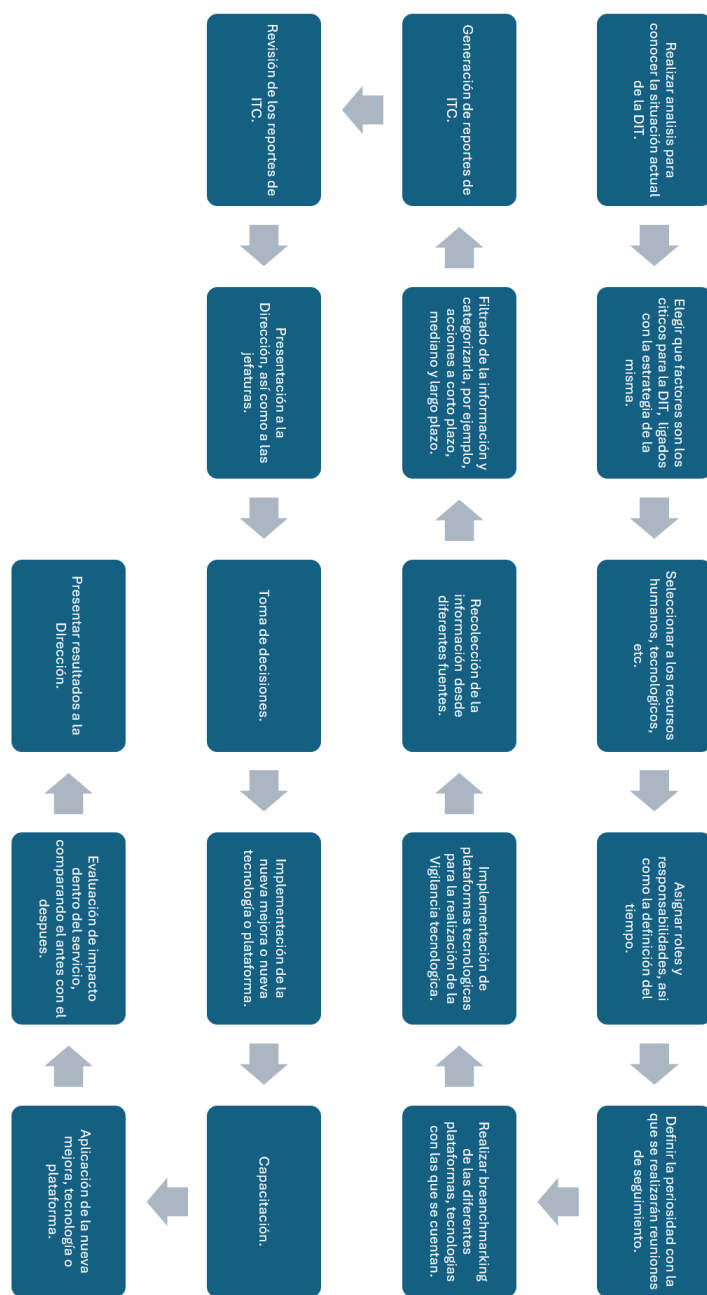 Realizar analisis para
conocer la situación actual
de la DIT.
Elegir que factores son los
cíticos para la DIT, ligados
con la estrategia de la
misma.
Seleccionar a los recursos
humanos, tecnologicos,
etc.
Asignar roles y
responsabilidades, asi
como la definición del
tiempo.
Definir la periosidad con la
que se realizarán reuniones
de seguimiento.
Realizar breanchmarking
de las diferentes
plataformas, tecnologias
con las que se cuentan.
Implementación de
plataformas tecnologicas
para la realización de la
Vigilancia tecnologica.
Recolección de la
información desde
diferentes fuentes.
Filtrado de la información y
categorizarla, por ejemplo,
acciones a corto plazo,
mediano y largo plazo.
Generación de reportes de
ITC.
Revisión de los reportes de
ITC.
Presentación a la
Dirección, así como a las
jefaturas.
Toma de decisiones.
Implementación de la
nueva mejora o nueva
tecnología o plataforma.
Capacitación.
Aplicación de la nueva
mejora, tecnología o
plataforma.
Evaluación de impacto
dentro del servicio,
comparando el antes con el
despues.
Presentar resultados a la
DIrección.